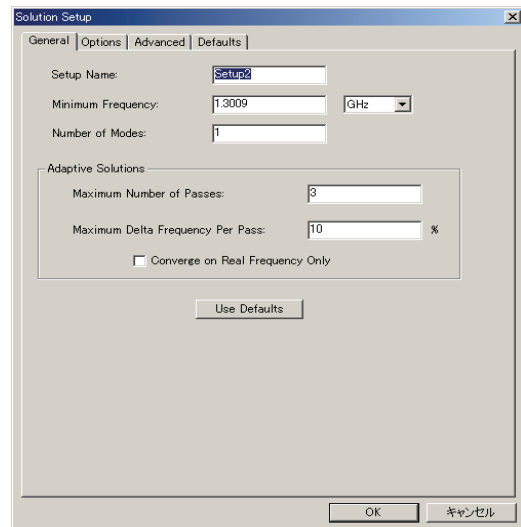 Solution Setup
General Options Advanced Defaults
Setup Name: Setup2
Minimum Frequency: 1.3009 GHz
Number of Modes: 1
Adaptive Solutions
Maximum Number of Passes: 3
Maximum Delta Frequency Per Pass: 10 %
Converge on Real Frequency Only
Use Defaults
OK キャンセル